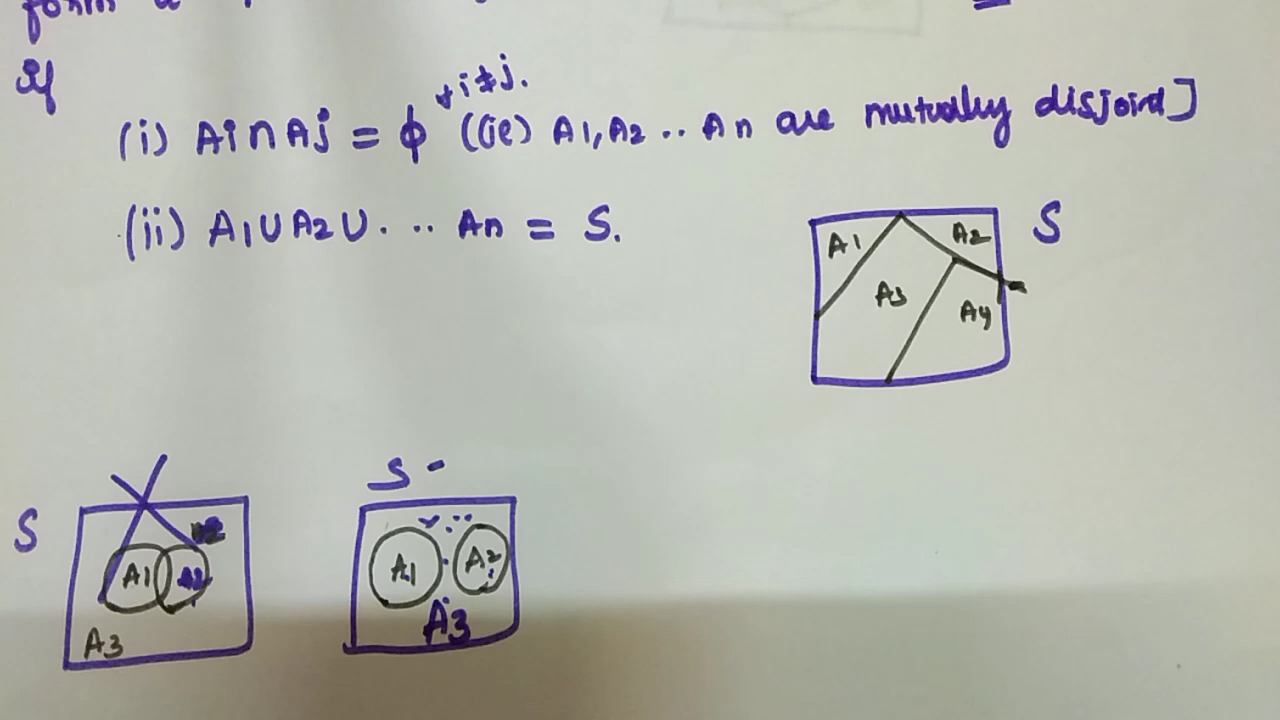 If
∀ i≠j.
(i) Ai∩Aj = ϕ ((ie) A1, A2 .. An are mutually disjoint]
(ii) A1∪A2∪. .. An = S.
S
A1 A2
A3
A4
S
S
A1 A2
A3
A1 A2
A3